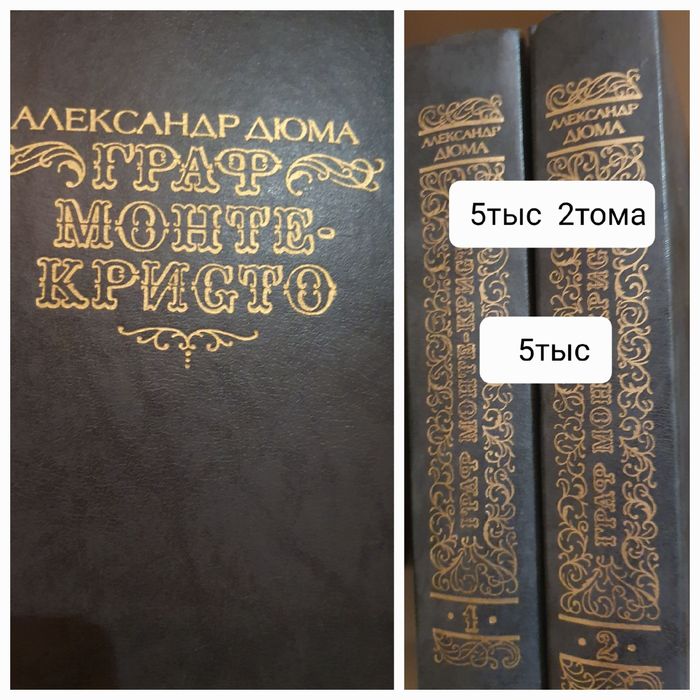 АЛЕКСАНДР ДЮМА
ГРАФ
МОНТЕ-
КРИСТО
АЛЕКСАНДР
ДЮМА
ГРАФ МОНТЕ-КРИСТО
1
АЛЕКСАНДР
ДЮМА
ГРАФ МОНТЕ-КРИСТО
2
5тыс 2тома
5тыс